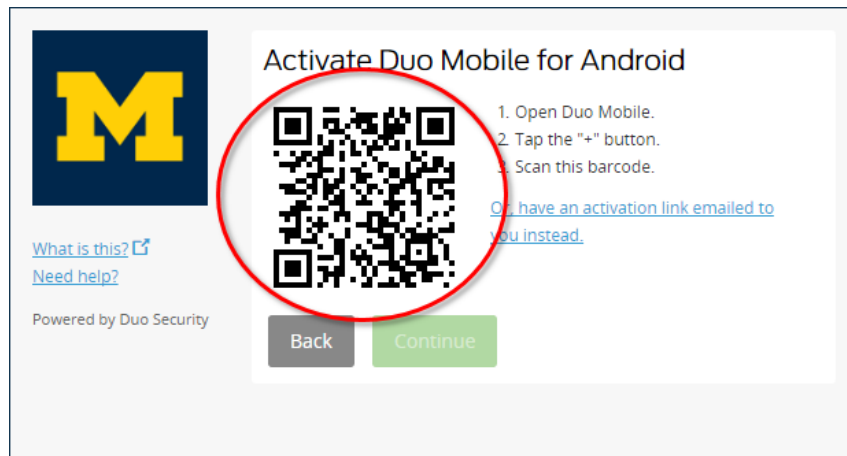 M
Activate Duo Mobile for Android
1. Open Duo Mobile.
2. Tap the "+" button.
3. Scan this barcode.
Or, have an activation link emailed to
you instead.
What is this?
Need help?
Powered by Duo Security
Back
Continue